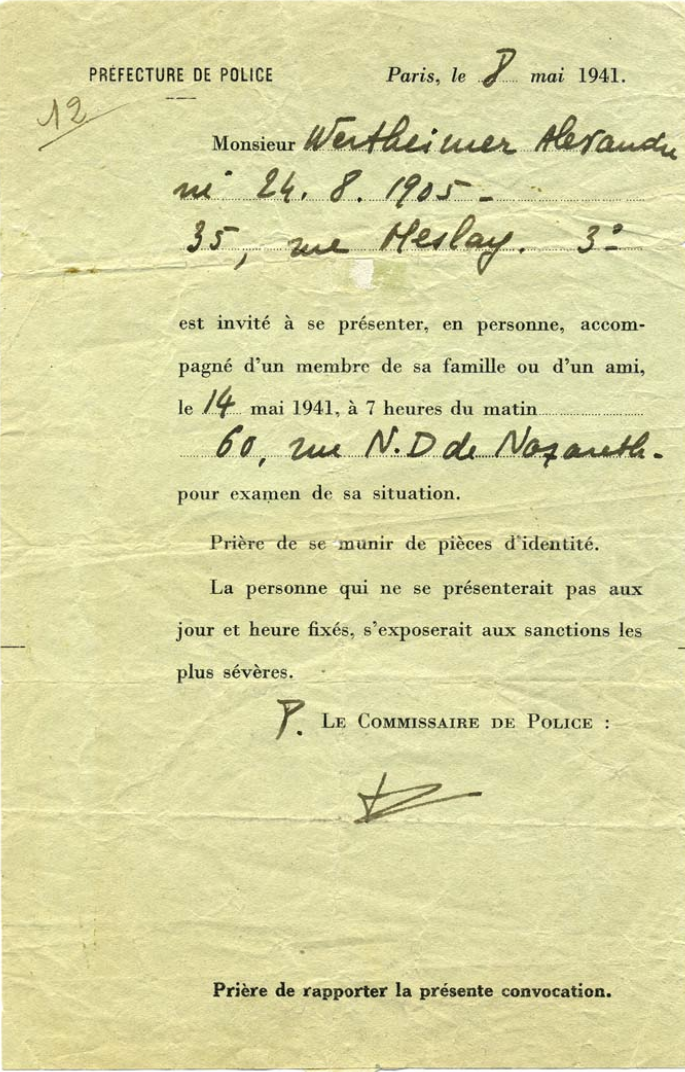 PRÉFECTURE DE POLICE
Paris, le 8 mai 1941.
12
Monsieur Wertheimer Alexandre
né 24. 8. 1905 -
35, rue Meslay. 3º
est invité à se présenter, en personne, accom-
pagné d'un membre de sa famille ou d'un ami,
le 14 mai 1941, à 7 heures du matin
60, rue N.D de Nazareth.
pour examen de sa situation.
Prière de se munir de pièces d'identité.
La personne qui ne se présenterait pas aux
jour et heure fixés, s'exposerait aux sanctions les
plus sévères.
P. LE COMMISSAIRE DE POLICE :
Prière de rapporter la présente convocation.